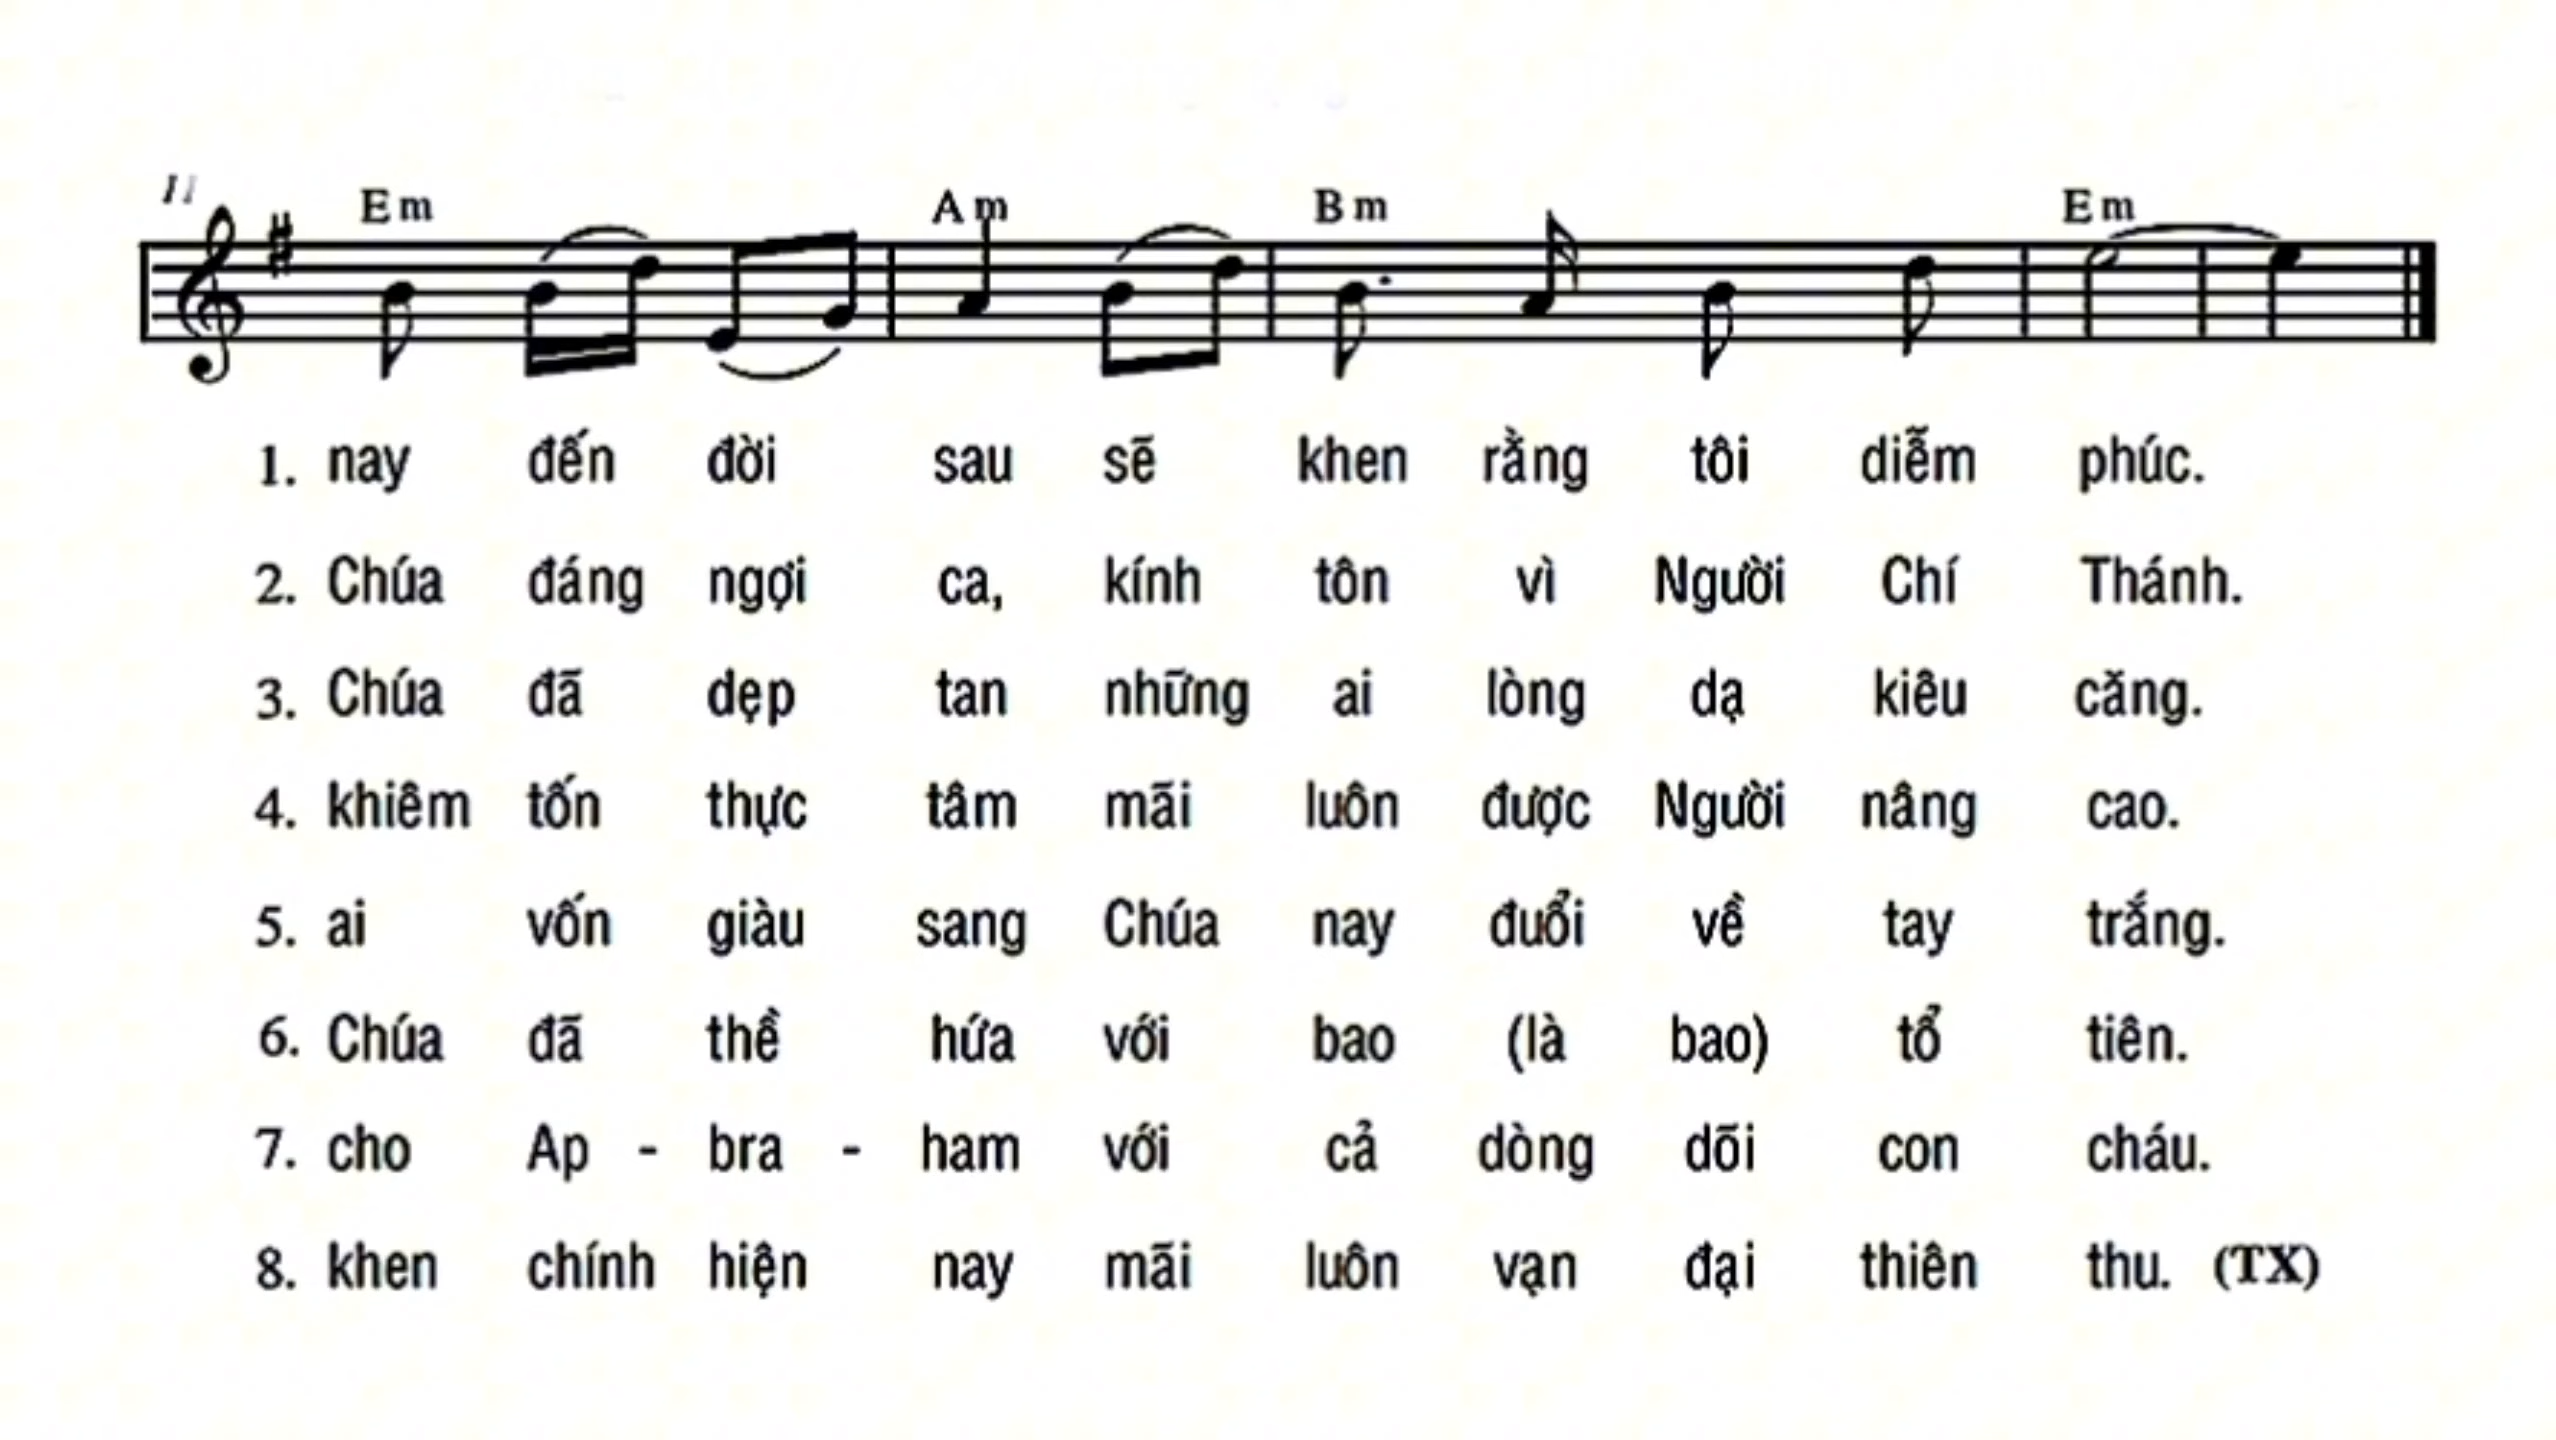 11
Em Am Bm Em
1. nay đến đời sau sẽ khen rằng tôi diễm phúc.
2. Chúa đáng ngợi ca, kính tôn vì Người Chí Thánh.
3. Chúa đã dẹp tan những ai lòng dạ kiêu căng.
4. khiêm tốn thực tâm mãi luôn được Người nâng cao.
5. ai vốn giàu sang Chúa nay đuổi về tay trắng.
6. Chúa đã thề hứa với bao (là bao) tổ tiên.
7. cho Ap - bra - ham với cả dòng dõi con cháu.
8. khen chính hiện nay mãi luôn vạn đại thiên thu. (TX)